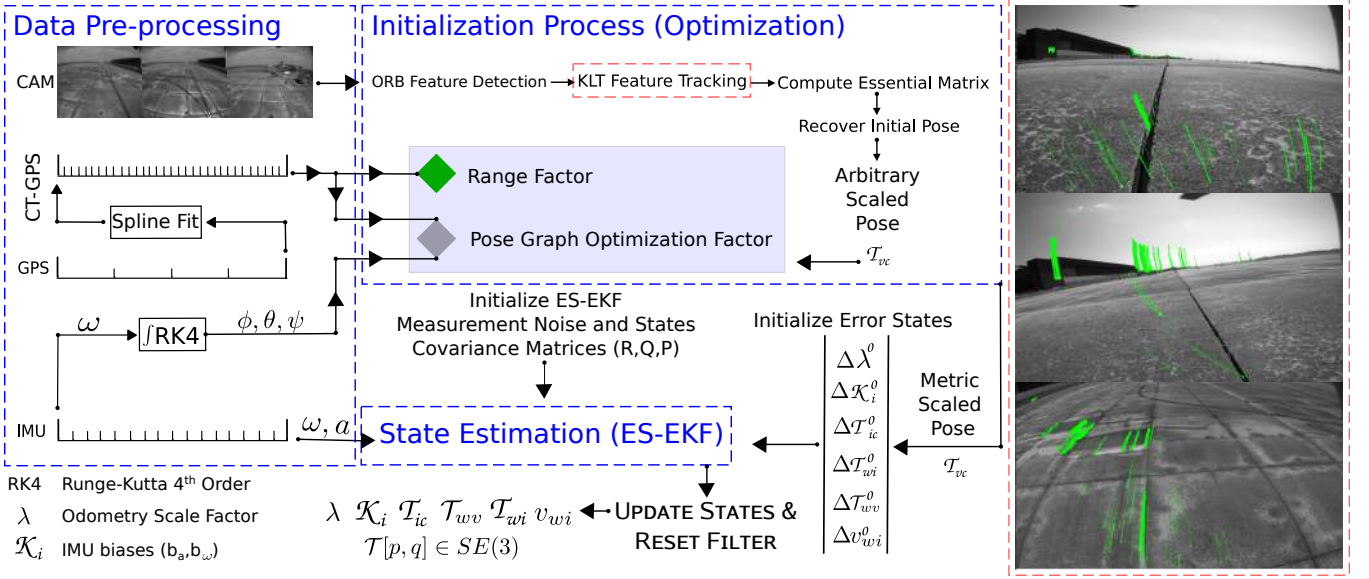 Data Pre-processing
CAM
CT-GPS
Spline Fit
GPS
ω
∫RK4
ϕ, θ, ψ
IMU
ω, a
RK4 Runge-Kutta 4th Order
λ Odometry Scale Factor
𝒦i IMU biases (ba,bω)
Initialization Process (Optimization)
ORB Feature Detection
KLT Feature Tracking
Compute Essential Matrix
Recover Initial Pose
Arbitrary
Scaled
Pose
𝒯vc
Range Factor
Pose Graph Optimization Factor
Initialize ES-EKF
Measurement Noise and States
Covariance Matrices (R,Q,P)
Initialize Error States
Δλ⁰
Δ𝒦i⁰
Δ𝒯ic⁰
Δ𝒯wi⁰
Δ𝒯wv⁰
Δvwi⁰
Metric
Scaled
Pose
𝒯vc
State Estimation (ES-EKF)
UPDATE STATES &
RESET FILTER
λ 𝒦i 𝒯ic 𝒯wv 𝒯wi vwi
𝒯[p, q] ∈ SE(3)